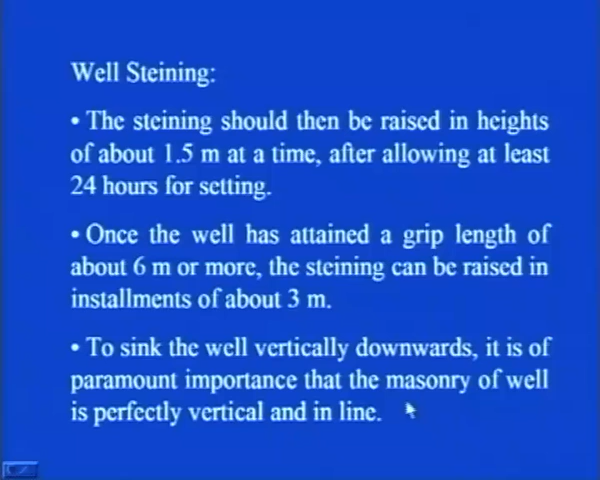 Well Steining:
• The steining should then be raised in heights
of about 1.5 m at a time, after allowing at least
24 hours for setting.
• Once the well has attained a grip length of
about 6 m or more, the steining can be raised in
installments of about 3 m.
• To sink the well vertically downwards, it is of
paramount importance that the masonry of well
is perfectly vertical and in line.